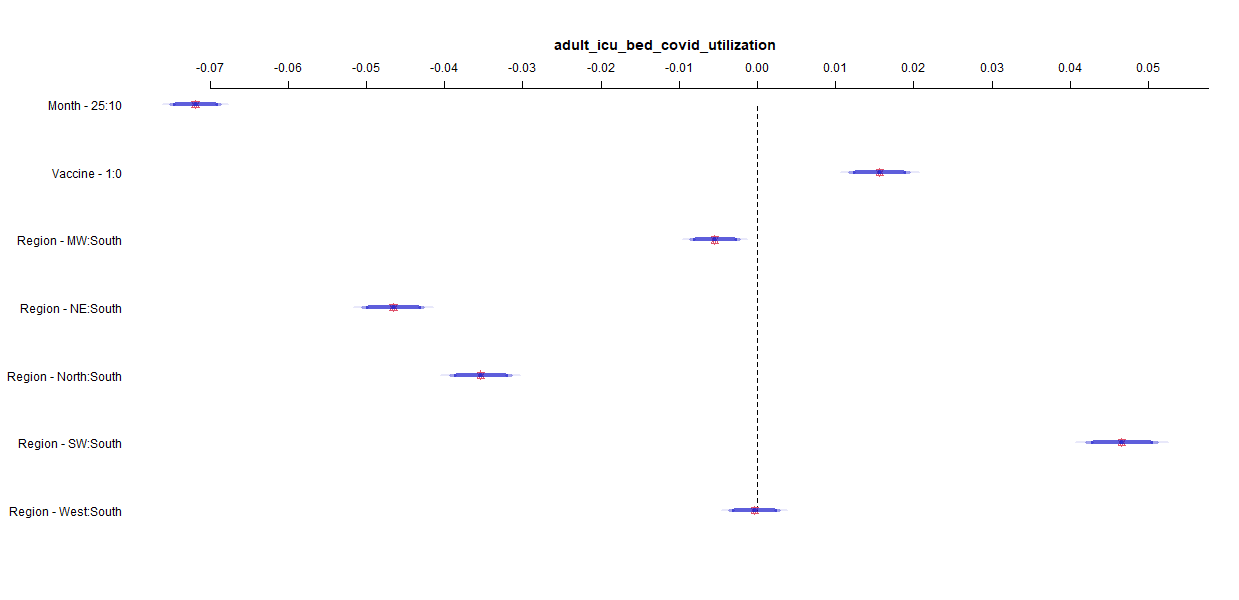 adult_icu_bed_covid_utilization
-0.07 -0.06 -0.05 -0.04 -0.03 -0.02 -0.01 0.00 0.01 0.02 0.03 0.04 0.05
Month - 25:10
Vaccine - 1:0
Region - MW:South
Region - NE:South
Region - North:South
Region - SW:South
Region - West:South